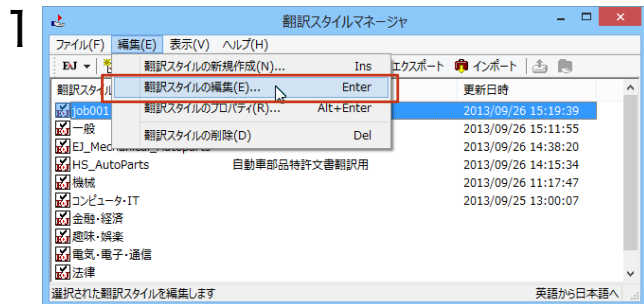 1
翻訳スタイルマネージャ
ファイル(F) 編集(E) 表示(V) ヘルプ(H)
翻訳スタイルの新規作成(N)... Ins
翻訳スタイルの編集(E)... Enter
翻訳スタイルのプロパティ(R)... Alt+Enter
翻訳スタイルの削除(D) Del
EJ エクスポート インポート
翻訳スタイル 更新日時
job001 2013/09/26 15:19:39
一般 2013/09/26 15:11:55
EJ_Mechanical_Autoparts 2013/09/26 14:38:20
HS_AutoParts 自動車部品特許文書翻訳用 2013/09/26 14:15:34
機械 2013/09/26 11:17:47
コンピュータ・IT 2013/09/25 13:00:07
金融・経済
趣味・娯楽
電気・電子・通信
法律
選択された翻訳スタイルを編集します 英語から日本語へ